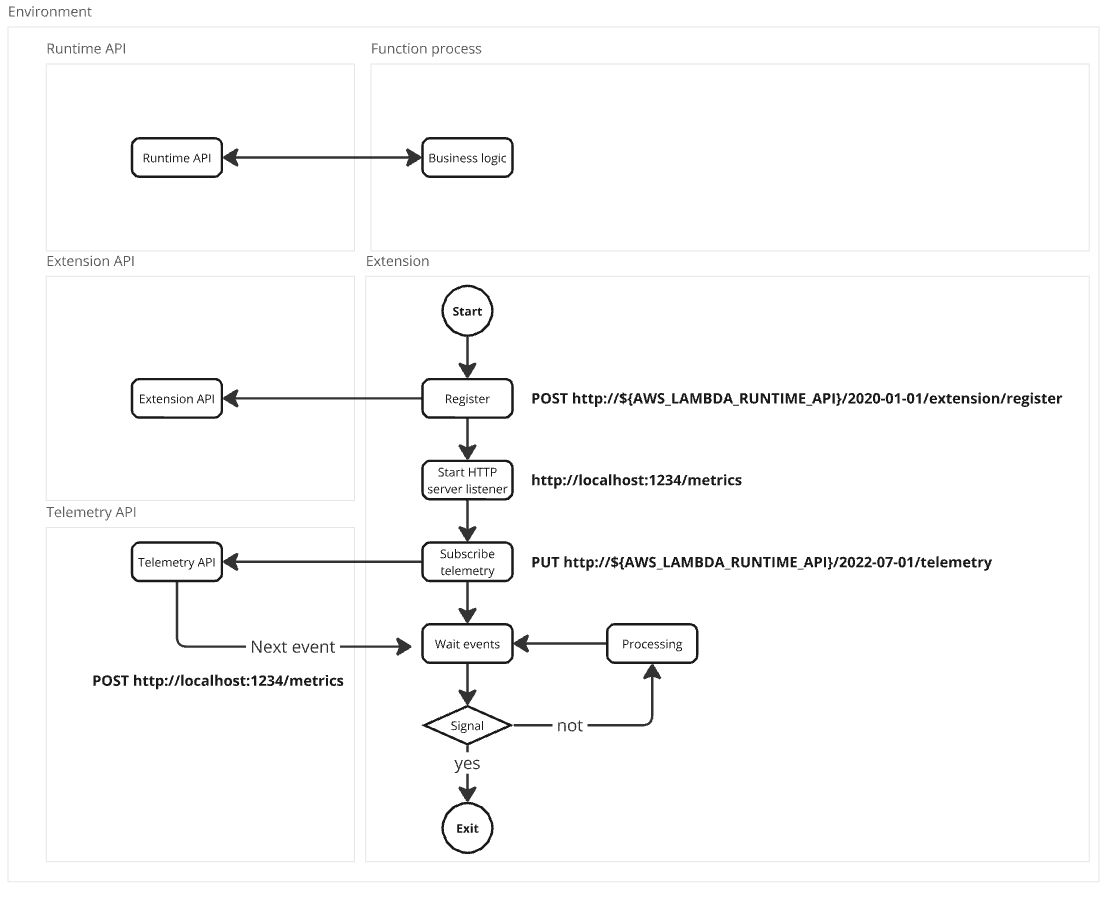 Environment
Runtime API
Function process
Runtime API
Business logic
Extension API
Extension
Start
Extension API
Register
POST http://${AWS_LAMBDA_RUNTIME_API}/2020-01-01/extension/register
Start HTTP
server listener
http://localhost:1234/metrics
Telemetry API
Telemetry API
Subscribe
telemetry
PUT http://${AWS_LAMBDA_RUNTIME_API}/2022-07-01/telemetry
Next event
Wait events
Processing
POST http://localhost:1234/metrics
Signal
not
yes
Exit